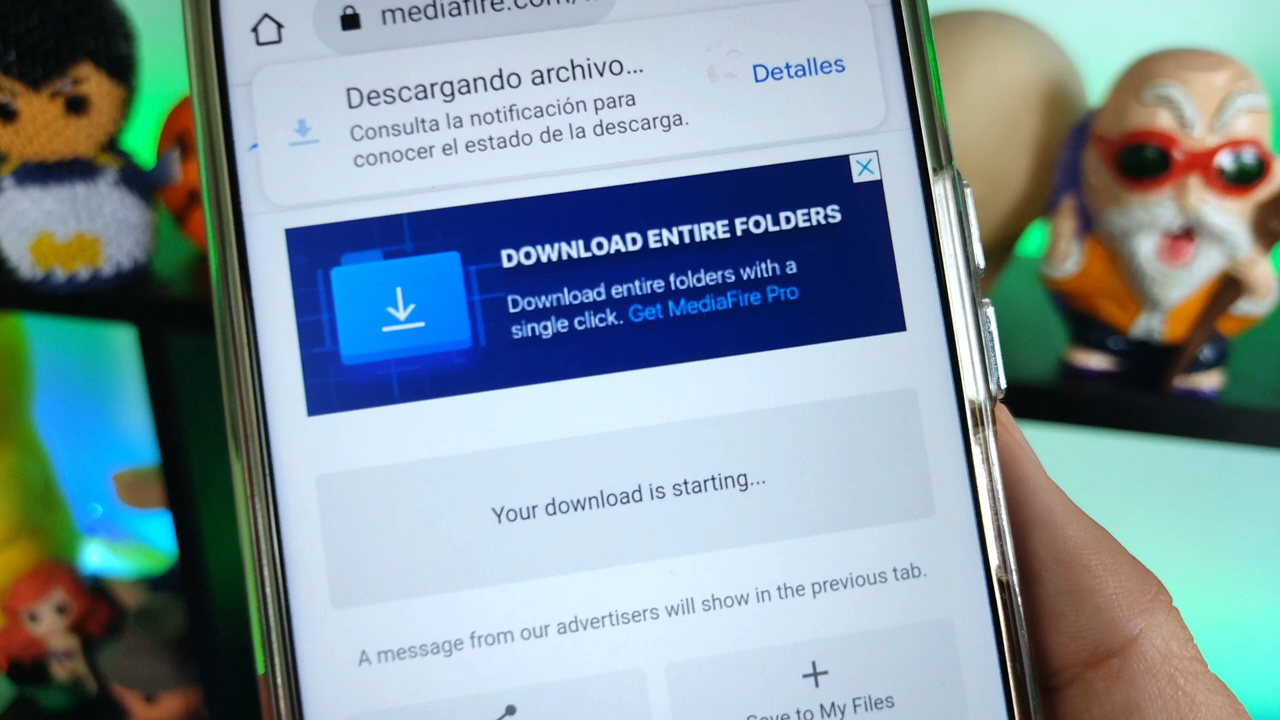 mediafire.com/
Descargando archivo...
Detalles
Consulta la notificación para
conocer el estado de la descarga.
DOWNLOAD ENTIRE FOLDERS
Download entire folders with a
single click. Get MediaFire Pro
Your download is starting...
A message from our advertisers will show in the previous tab.
Save to My Files